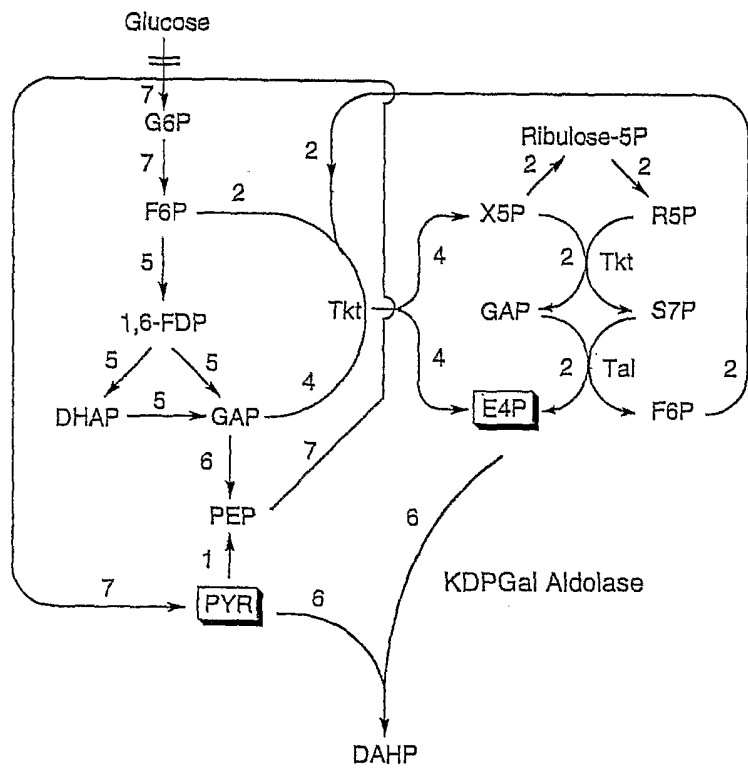 Glucose
7
G6P
7
2
Ribulose-5P
2
2
F6P
2
X5P
R5P
5
4
2
Tkt
1,6-FDP
Tkt
GAP
S7P
5
5
4
4
2
Tal
2
DHAP
5
GAP
E4P
F6P
6
7
PEP
6
1
KDPGal Aldolase
7
PYR
6
DAHP